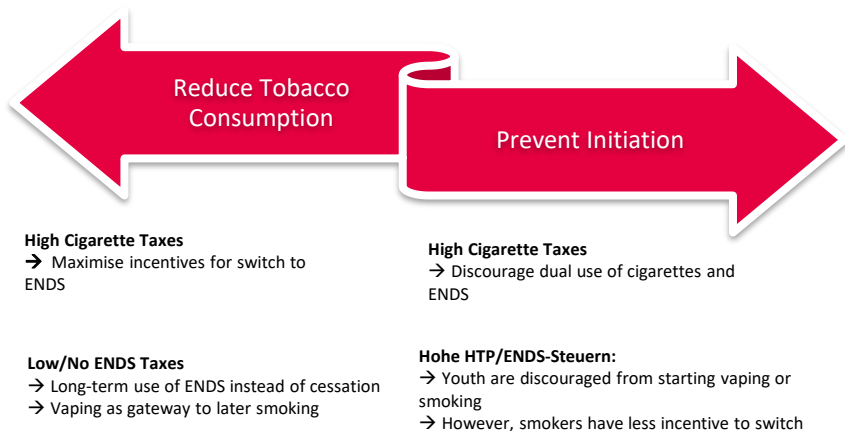 Reduce Tobacco
Consumption
Prevent Initiation
High Cigarette Taxes
→ Maximise incentives for switch to
ENDS
Low/No ENDS Taxes
→ Long-term use of ENDS instead of cessation
→ Vaping as gateway to later smoking
High Cigarette Taxes
→ Discourage dual use of cigarettes and
ENDS
Hohe HTP/ENDS-Steuern:
→ Youth are discouraged from starting vaping or
smoking
→ However, smokers have less incentive to switch